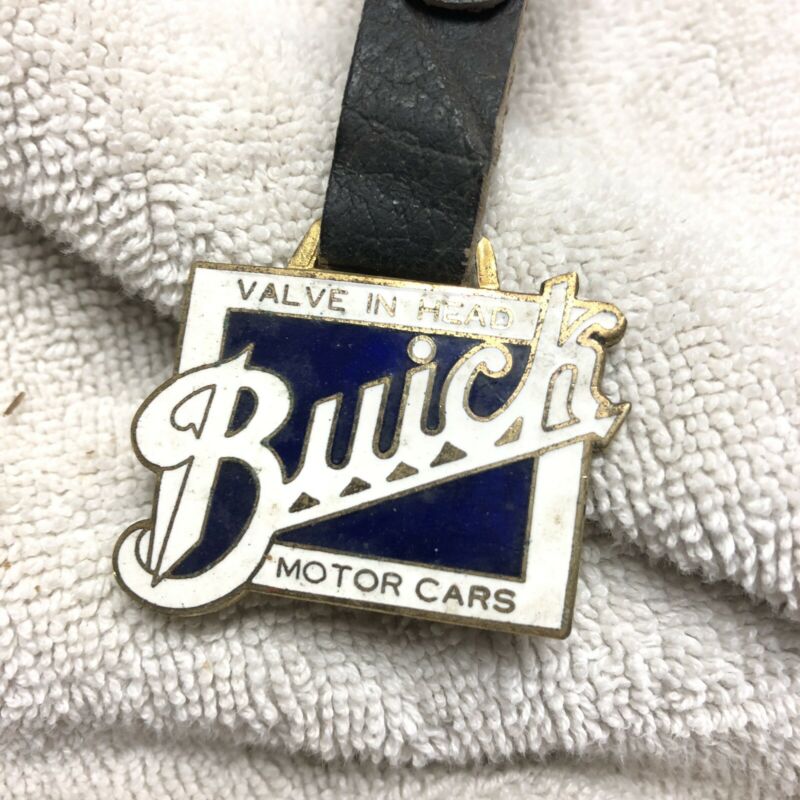 VALVE IN HEAD
Buick
MOTOR CARS